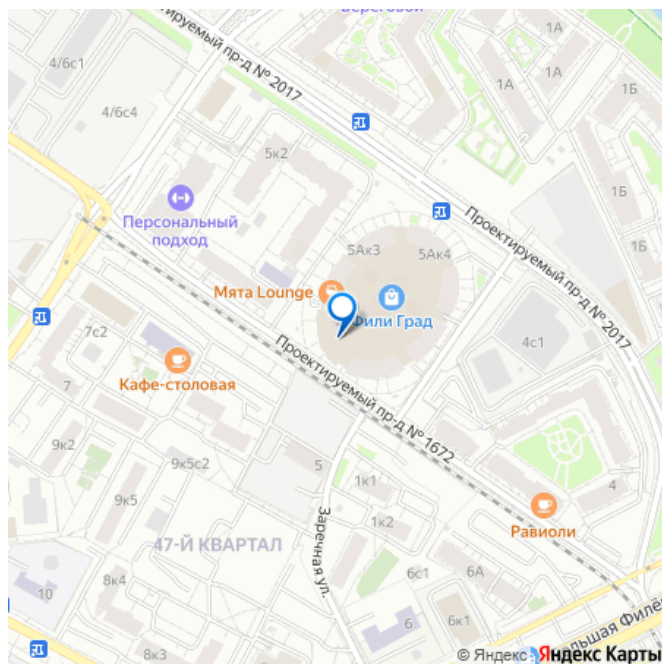 Береговой
4/6с1
Проектируемый пр-д № 2017
1А
1А
1А
1Б
4/6с4
5к2
1Б
Персональный
подход
5Ак3
5Ак4
Проектируемый пр-д № 2017
1Б
Мята Lounge
Фили Град
7с2
4с1
Кафе-столовая
Проектируемый пр-д № 1672
7
9к2
9к5с2
5
1к1
4
9к5
1к2
Равиоли
47-Й КВАРТАЛ
Заречная ул.
8к4
6с1
6А
10
6
6к1
8к3
© Яндекс
Яндекс Карты